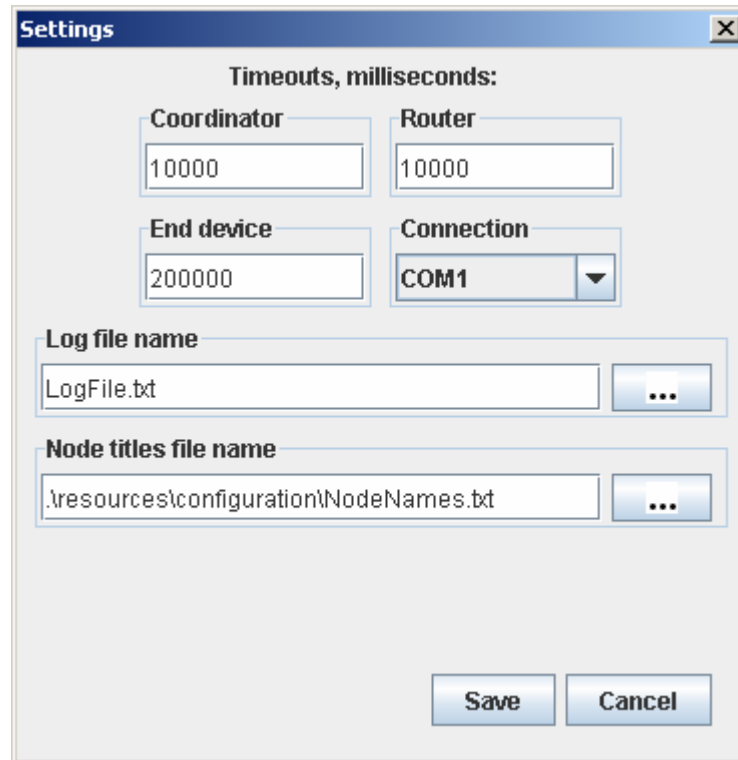 Settings
Timeouts, milliseconds:
Coordinator Router
10000 10000
End device Connection
200000 COM1
Log file name
LogFile.txt ...
Node titles file name
.\resources\configuration\NodeNames.txt ...
Save Cancel